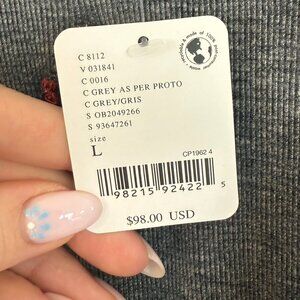 C 8112
V 031841
C 0016
C GREY AS PER PROTO
C GREY/GRIS
S OB2049266
S 93647261
size
L
CP1962 4
98215 92422 5
$98.00 USD